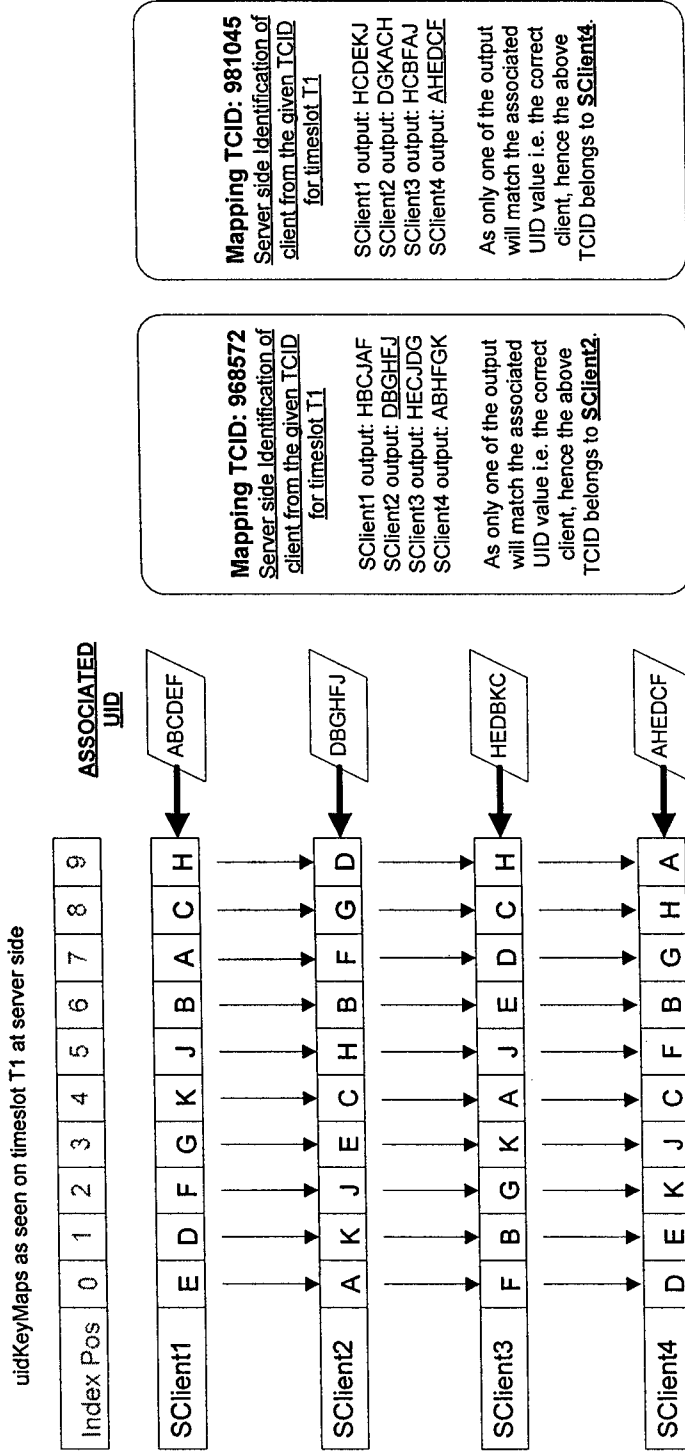 uidKeyMaps as seen on timeslot T1 at server side
Index Pos 0 1 2 3 4 5 6 7 8 9
ASSOCIATED
UID
SClient1 E D F G K J B A C H
ABCDEF
SClient2 A K J E C H B F G D
DBGHFJ
SClient3 F B G K A J E D C H
HEDBKC
SClient4 D E K J C F B G H A
AHEDCF
Mapping TCID: 968572
Server side Identification of
client from the given TCID
for timeslot T1
SClient1 output: HBCJAF
SClient2 output: DBGHFJ
SClient3 output: HECJDG
SClient4 output: ABHFGK
As only one of the output
will match the associated
UID value i.e. the correct
client, hence the above
TCID belongs to SClient2.
Mapping TCID: 981045
Server side Identification of
client from the given TCID
for timeslot T1
SClient1 output: HCDEKJ
SClient2 output: DGKACH
SClient3 output: HCBFAJ
SClient4 output: AHEDCF
As only one of the output
will match the associated
UID value i.e. the correct
client, hence the above
TCID belongs to SClient4.